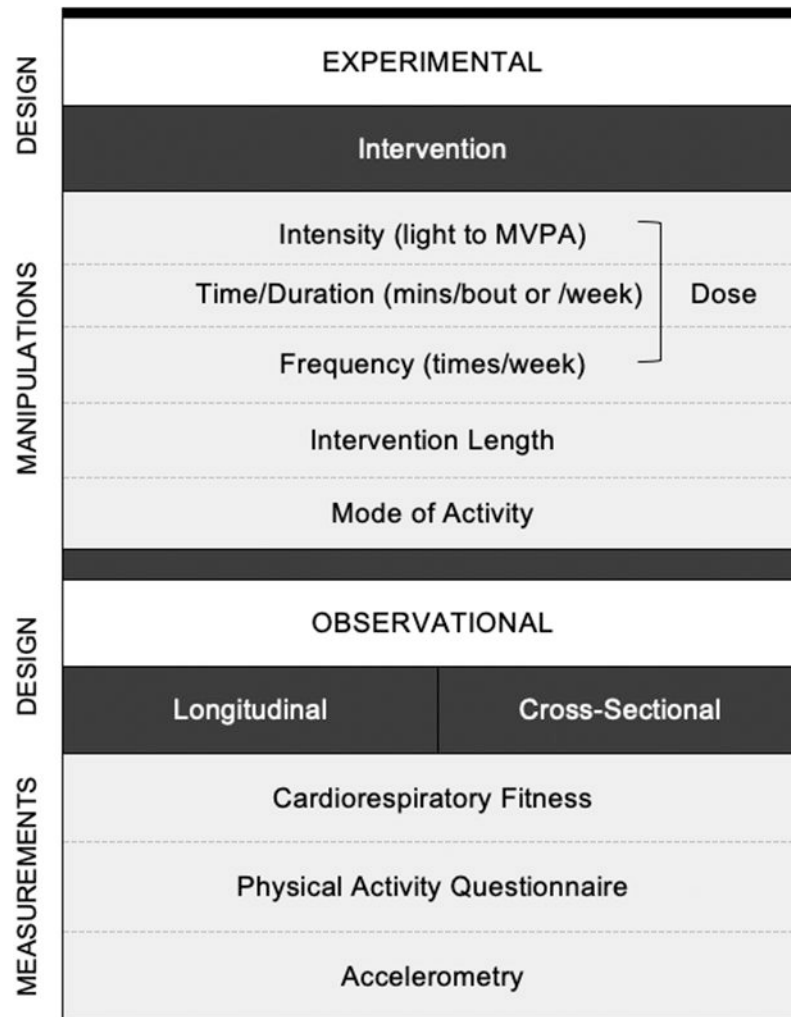 DESIGN
EXPERIMENTAL
Intervention
MANIPULATIONS
Intensity (light to MVPA)
Time/Duration (mins/bout or /week)
Dose
Frequency (times/week)
Intervention Length
Mode of Activity
DESIGN
OBSERVATIONAL
Longitudinal
Cross-Sectional
MEASUREMENTS
Cardiorespiratory Fitness
Physical Activity Questionnaire
Accelerometry